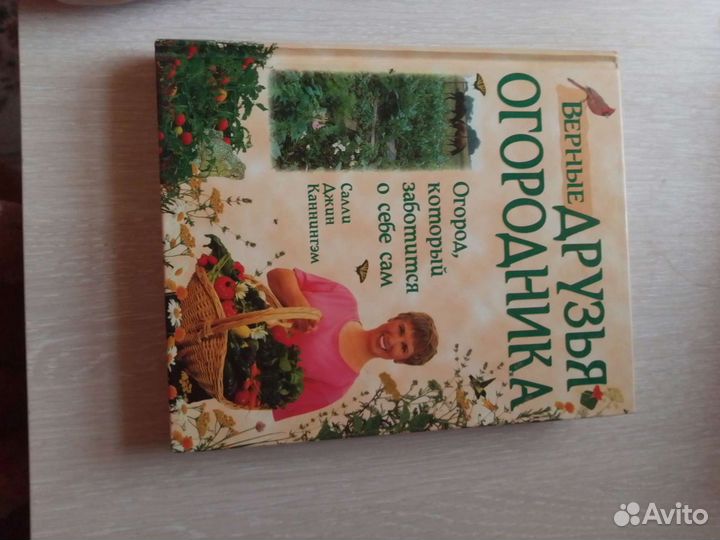 ВЕРНЫЕ
ДРУЗЬЯ
ОГОРОДНИКА
Огород,
который
заботится
о себе сам
Салли
Джин
Каннингэм
Avito